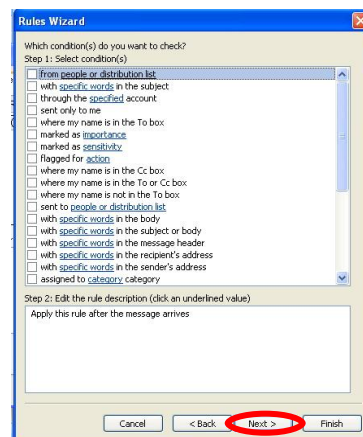 Rules Wizard
Which condition(s) do you want to check?
Step 1: Select condition(s)
from people or distribution list
with specific words in the subject
through the specified account
sent only to me
where my name is in the To box
marked as importance
marked as sensitivity
flagged for action
where my name is in the Cc box
where my name is in the To or Cc box
where my name is not in the To box
sent to people or distribution list
with specific words in the body
with specific words in the subject or body
with specific words in the message header
with specific words in the recipient's address
with specific words in the sender's address
assigned to category category
Step 2: Edit the rule description (click an underlined value)
Apply this rule after the message arrives
Cancel < Back Next > Finish